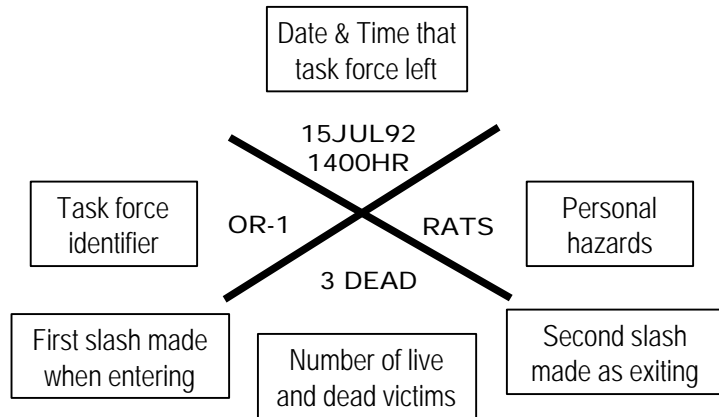 Date & Time that
task force left
15JUL92
1400HR
Task force
identifier
OR-1
RATS
Personal
hazards
3 DEAD
First slash made
when entering
Number of live
and dead victims
Second slash
made as exiting